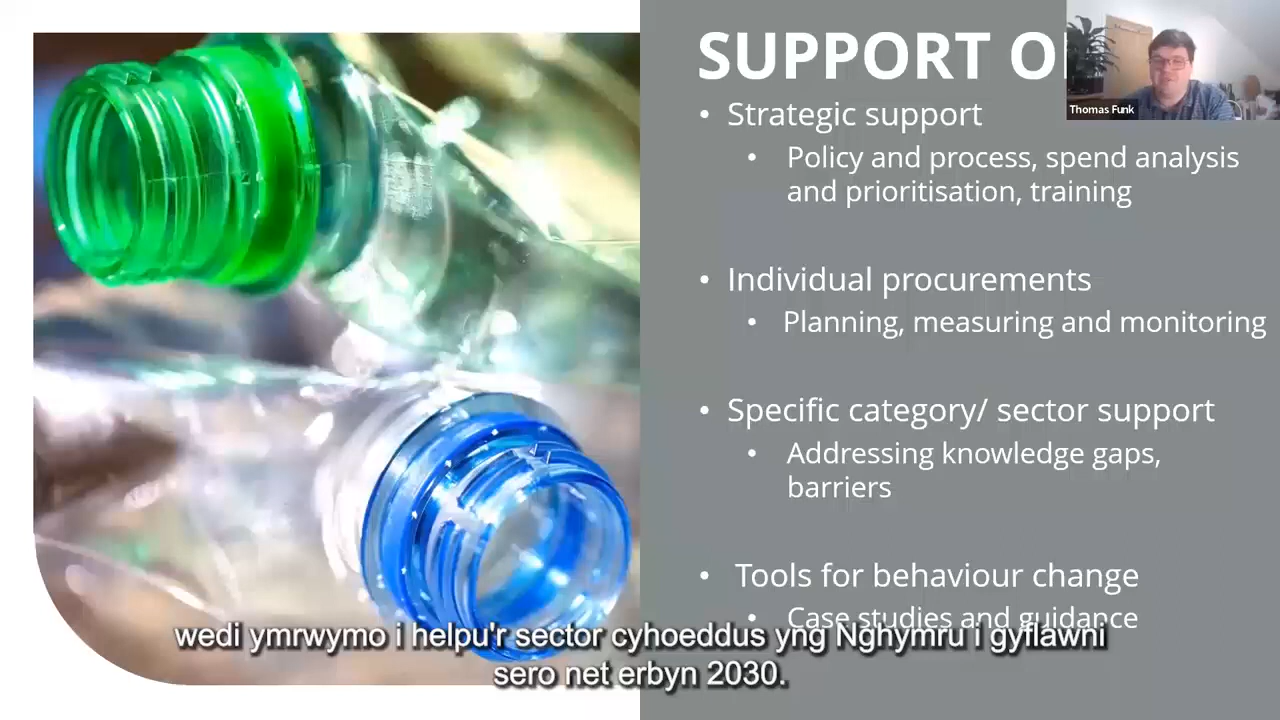 SUPPORT O
Thomas Funk
• Strategic support
• Policy and process, spend analysis
and prioritisation, training
• Individual procurements
• Planning, measuring and monitoring
• Specific category/ sector support
• Addressing knowledge gaps,
barriers
• Tools for behaviour change
• Case studies and guidance
wedi ymrwymo i helpu'r sector cyhoeddus yng Nghymru i gyflawni
sero net erbyn 2030.